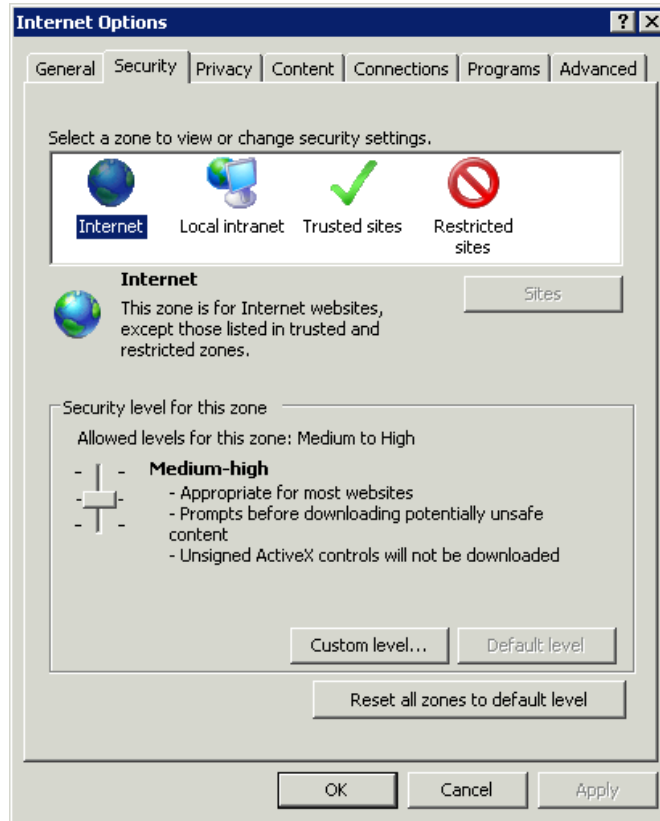 Internet Options
General Security Privacy Content Connections Programs Advanced
Select a zone to view or change security settings.
Internet Local intranet Trusted sites Restricted
sites
Internet
Sites
This zone is for Internet websites,
except those listed in trusted and
restricted zones.
Security level for this zone
Allowed levels for this zone: Medium to High
Medium-high
- Appropriate for most websites
- Prompts before downloading potentially unsafe
content
- Unsigned ActiveX controls will not be downloaded
Custom level... Default level
Reset all zones to default level
OK Cancel Apply